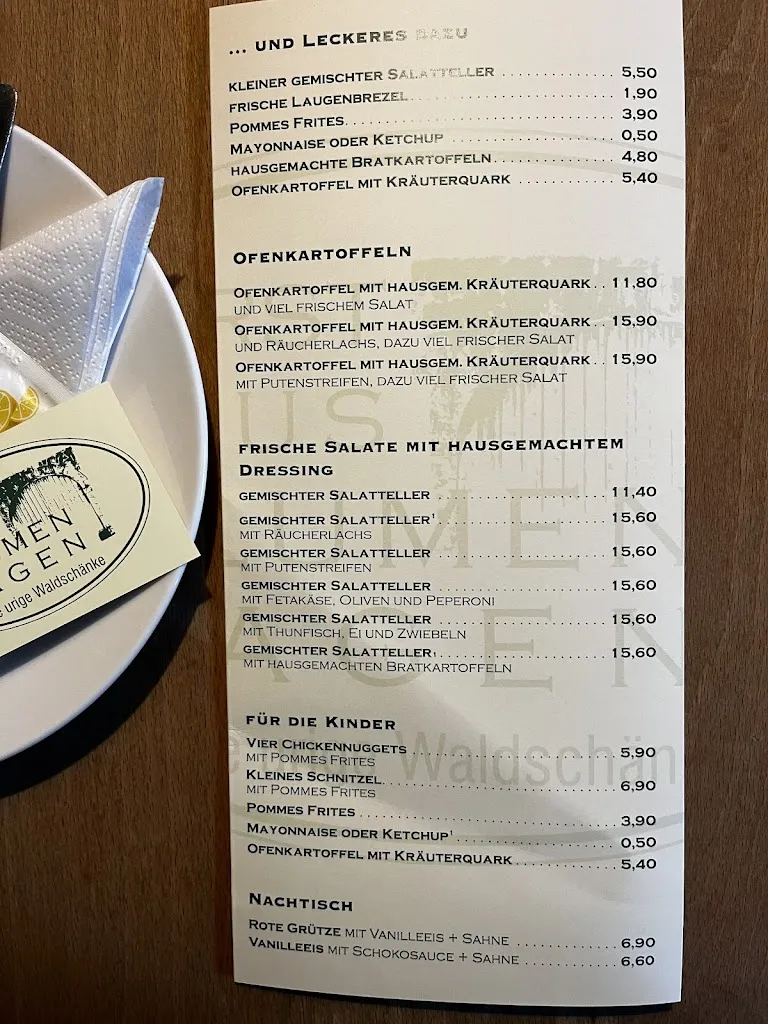 ... und Leckeres dazu
kleiner gemischter Salatteller . . . . . . . . . . . . . . 5,50
frische Laugenbrezel. . . . . . . . . . . . . . . . . . . . . . . . . 1,90
Pommes Frites. . . . . . . . . . . . . . . . . . . . . . . . . . . . . . . . . 3,90
Mayonnaise oder Ketchup . . . . . . . . . . . . . . . . . . . . . 0,50
hausgemachte Bratkartoffeln. . . . . . . . . . . . . . . 4,80
Ofenkartoffel mit Kräuterquark . . . . . . . . . . . . 5,40
Ofenkartoffeln
Ofenkartoffel mit hausgem. Kräuterquark . . 11,80
und viel frischem Salat
Ofenkartoffel mit hausgem. Kräuterquark . . 15,90
und Räucherlachs, dazu viel frischer Salat
Ofenkartoffel mit hausgem. Kräuterquark . . 15,90
mit Putenstreifen, dazu viel frischer Salat
frische Salate mit hausgemachtem
Dressing
gemischter Salatteller . . . . . . . . . . . . . . . . . . . . . 11,40
gemischter Salatteller¹. . . . . . . . . . . . . . . . . . . . . 15,60
mit Räucherlachs
gemischter Salatteller . . . . . . . . . . . . . . . . . . . . . 15,60
mit Putenstreifen
gemischter Salatteller . . . . . . . . . . . . . . . . . . . . . 15,60
mit Fetakäse, Oliven und Peperoni
gemischter Salatteller . . . . . . . . . . . . . . . . . . . . . 15,60
mit Thunfisch, Ei und Zwiebeln
gemischter Salatteller¹. . . . . . . . . . . . . . . . . . . . . 15,60
mit hausgemachten Bratkartoffeln
für die Kinder
Vier Chickennuggets . . . . . . . . . . . . . . . . . . . . . . . . . 5,90
mit Pommes Frites
Kleines Schnitzel. . . . . . . . . . . . . . . . . . . . . . . . . . . . 6,90
mit Pommes Frites
Pommes Frites . . . . . . . . . . . . . . . . . . . . . . . . . . . . . . . 3,90
Mayonnaise oder Ketchup¹ . . . . . . . . . . . . . . . . . . . . 0,50
Ofenkartoffel mit Kräuterquark. . . . . . . . . . . . . 5,40
Nachtisch
Rote Grütze mit Vanilleeis + Sahne . . . . . . . . . . . . 6,90
Vanilleeis mit Schokosauce + Sahne . . . . . . . . . . . . 6,60
urige Waldschänke